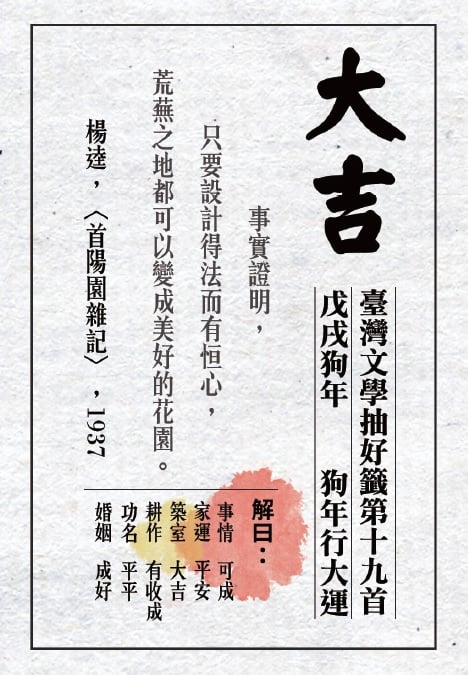 大吉
臺灣文學抽好籤第十九首
戊戌狗年 狗年行大運
事實證明，
只要設計得法而有恒心，
荒蕪之地都可以變成美好的花園。
楊逵，〈首陽園雜記〉，1937
解曰：
事情 可成
家運 平安
築室 大吉
耕作 有收成
功名 平平
婚姻 成好